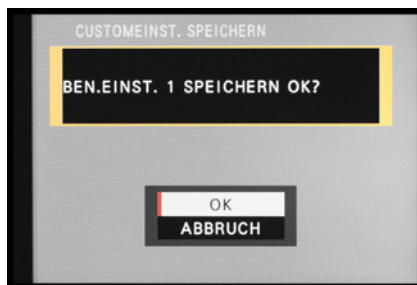 CUSTOMEINST. SPEICHERN
BEN.EINST. 1 SPEICHERN OK?
OK
ABBRUCH